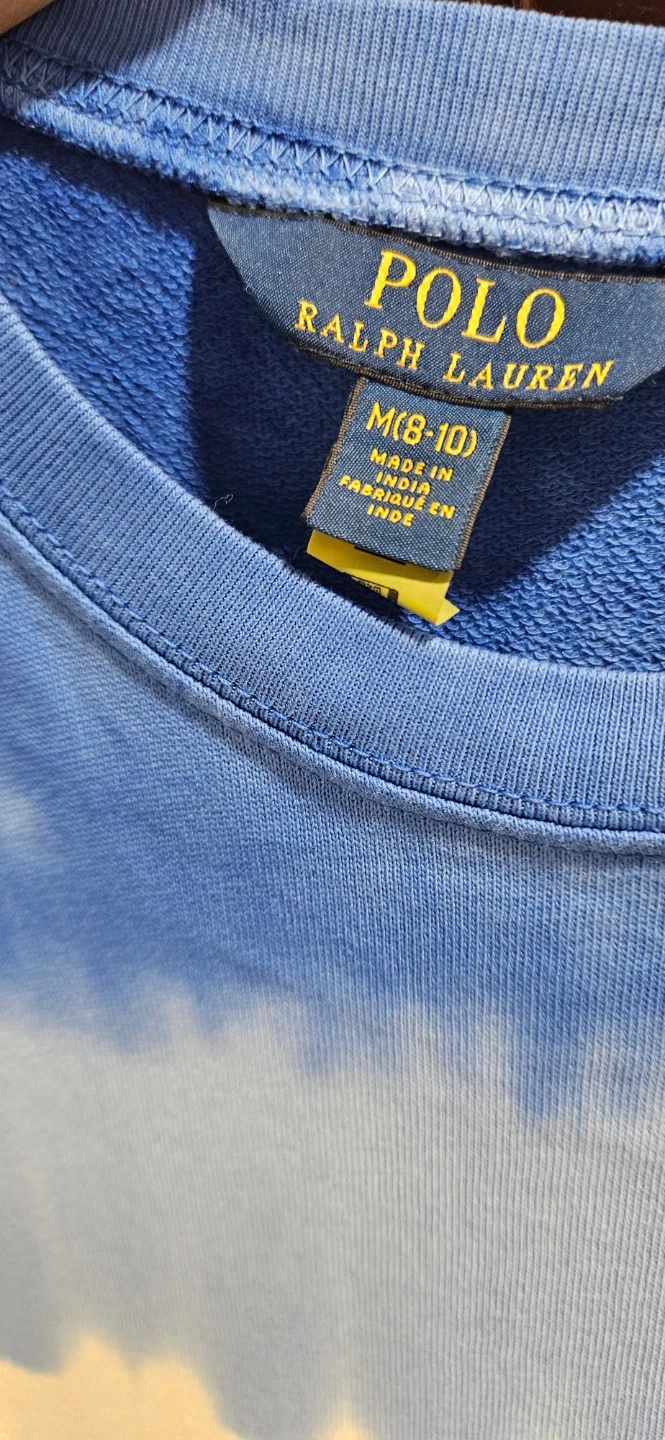 POLO
RALPH LAUREN
M(8-10)
MADE IN
INDIA
FABRIQUÉ EN
INDE